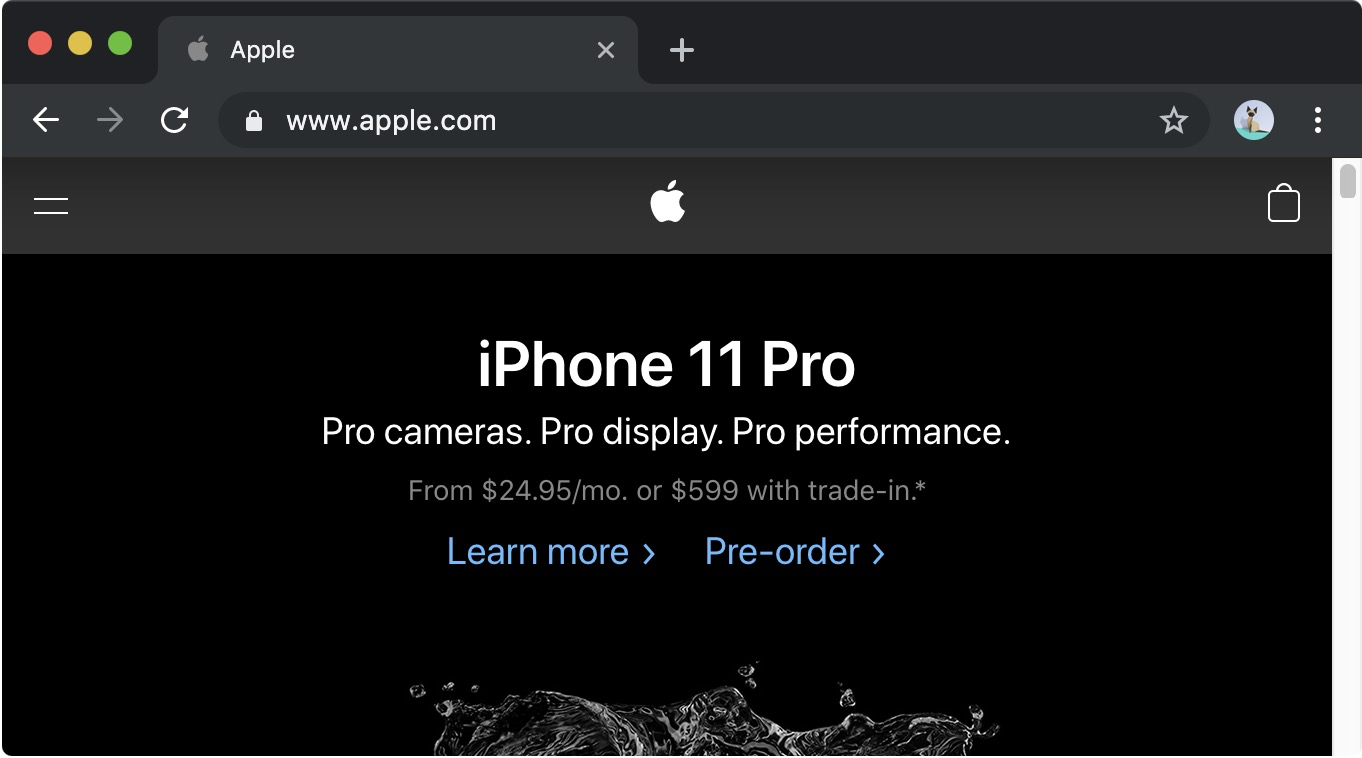 Apple
www.apple.com
iPhone 11 Pro
Pro cameras. Pro display. Pro performance.
From $24.95/mo. or $599 with trade-in.*
Learn more > Pre-order >